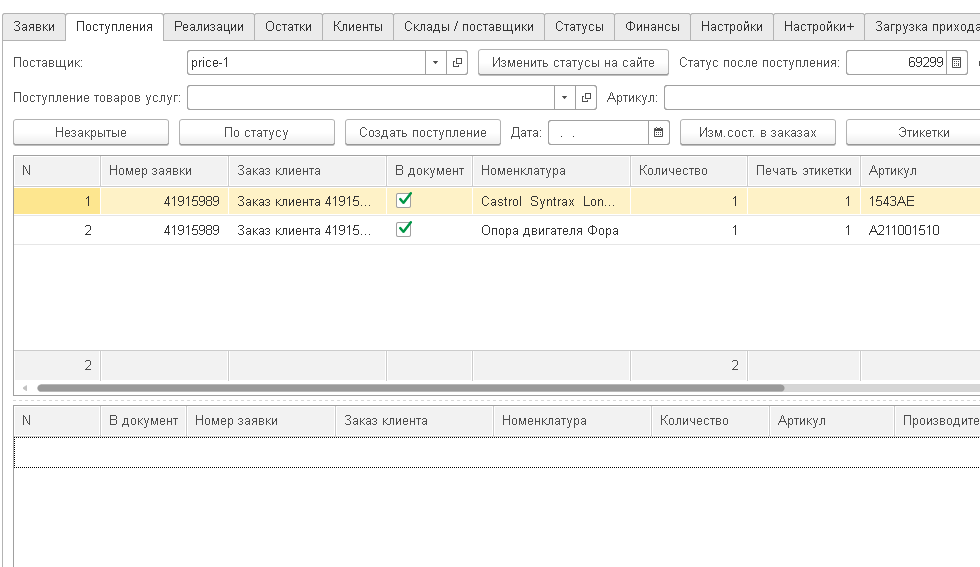 Заявки Поступления Реализации Остатки Клиенты Склады / поставщики Статусы Финансы Настройки Настройки+ Загрузка прихода
Поставщик: price-1 Изменить статусы на сайте Статус после поступления: 69299
Поступление товаров услуг: Артикул:
Незакрытые По статусу Создать поступление Дата: . . Изм.сост. в заказах Этикетки
N Номер заявки Заказ клиента В документ Номенклатура Количество Печать этикетки Артикул
1 41915989 Заказ клиента 41915... Castrol Syntrax Lon... 1 1 1543AE
2 41915989 Заказ клиента 41915... Опора двигателя Фора 1 1 A211001510
2 2
N В документ Номер заявки Заказ клиента Номенклатура Количество Артикул Производите